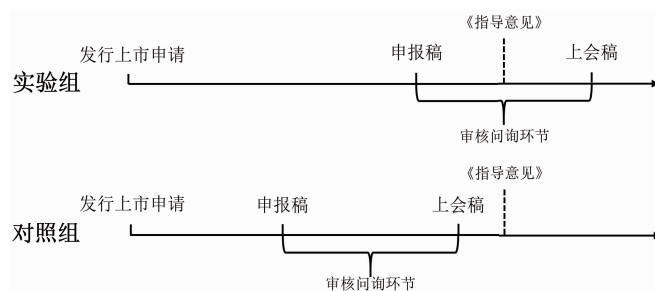 《指导意见》
发行上市申请
申报稿
上会稿
实验组
审核问询环节
《指导意见》
发行上市申请
申报稿
上会稿
对照组
审核问询环节